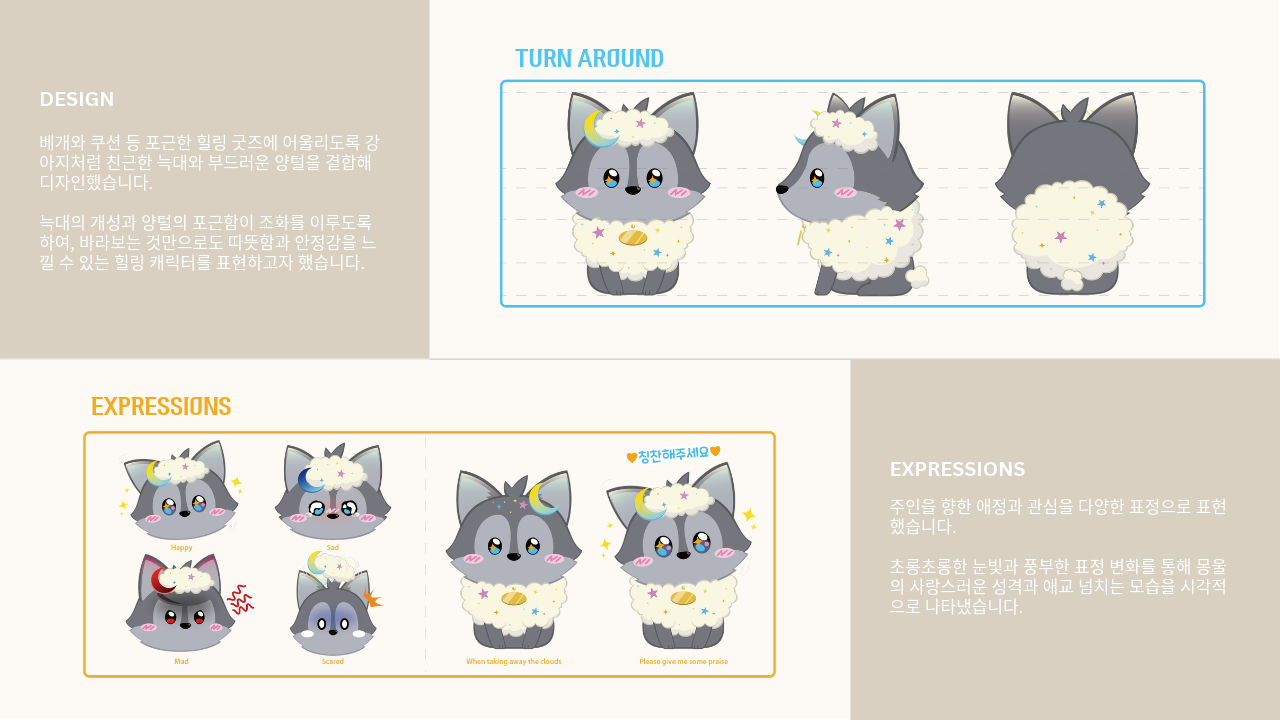 DESIGN
베개와 쿠션 등 포근한 힐링 굿즈에 어울리도록 강
아지처럼 친근한 늑대와 부드러운 양털을 결합해
디자인했습니다.
늑대의 개성과 양털의 포근함이 조화를 이루도록
하여, 바라보는 것만으로도 따뜻함과 안정감을 느
낄 수 있는 힐링 캐릭터를 표현하고자 했습니다.
TURN AROUND
EXPRESSIONS
칭찬해주세요
Happy
Sad
Mad
Scared
When taking away the clouds
Please give me some praise
EXPRESSIONS
주인을 향한 애정과 관심을 다양한 표정으로 표현
했습니다.
초롱초롱한 눈빛과 풍부한 표정 변화를 통해 몽울
의 사랑스러운 성격과 애교 넘치는 모습을 시각적
으로 나타냈습니다.